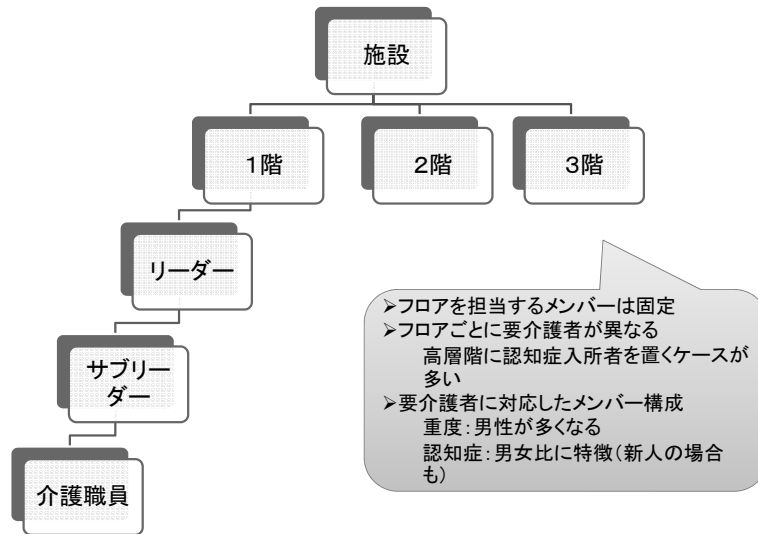 施設
１階
２階
３階
リーダー
サブリー
ダー
介護職員
➢フロアを担当するメンバーは固定
➢フロアごとに要介護者が異なる
高層階に認知症入所者を置くケースが
多い
➢要介護者に対応したメンバー構成
重度：男性が多くなる
認知症：男女比に特徴（新人の場合
も）